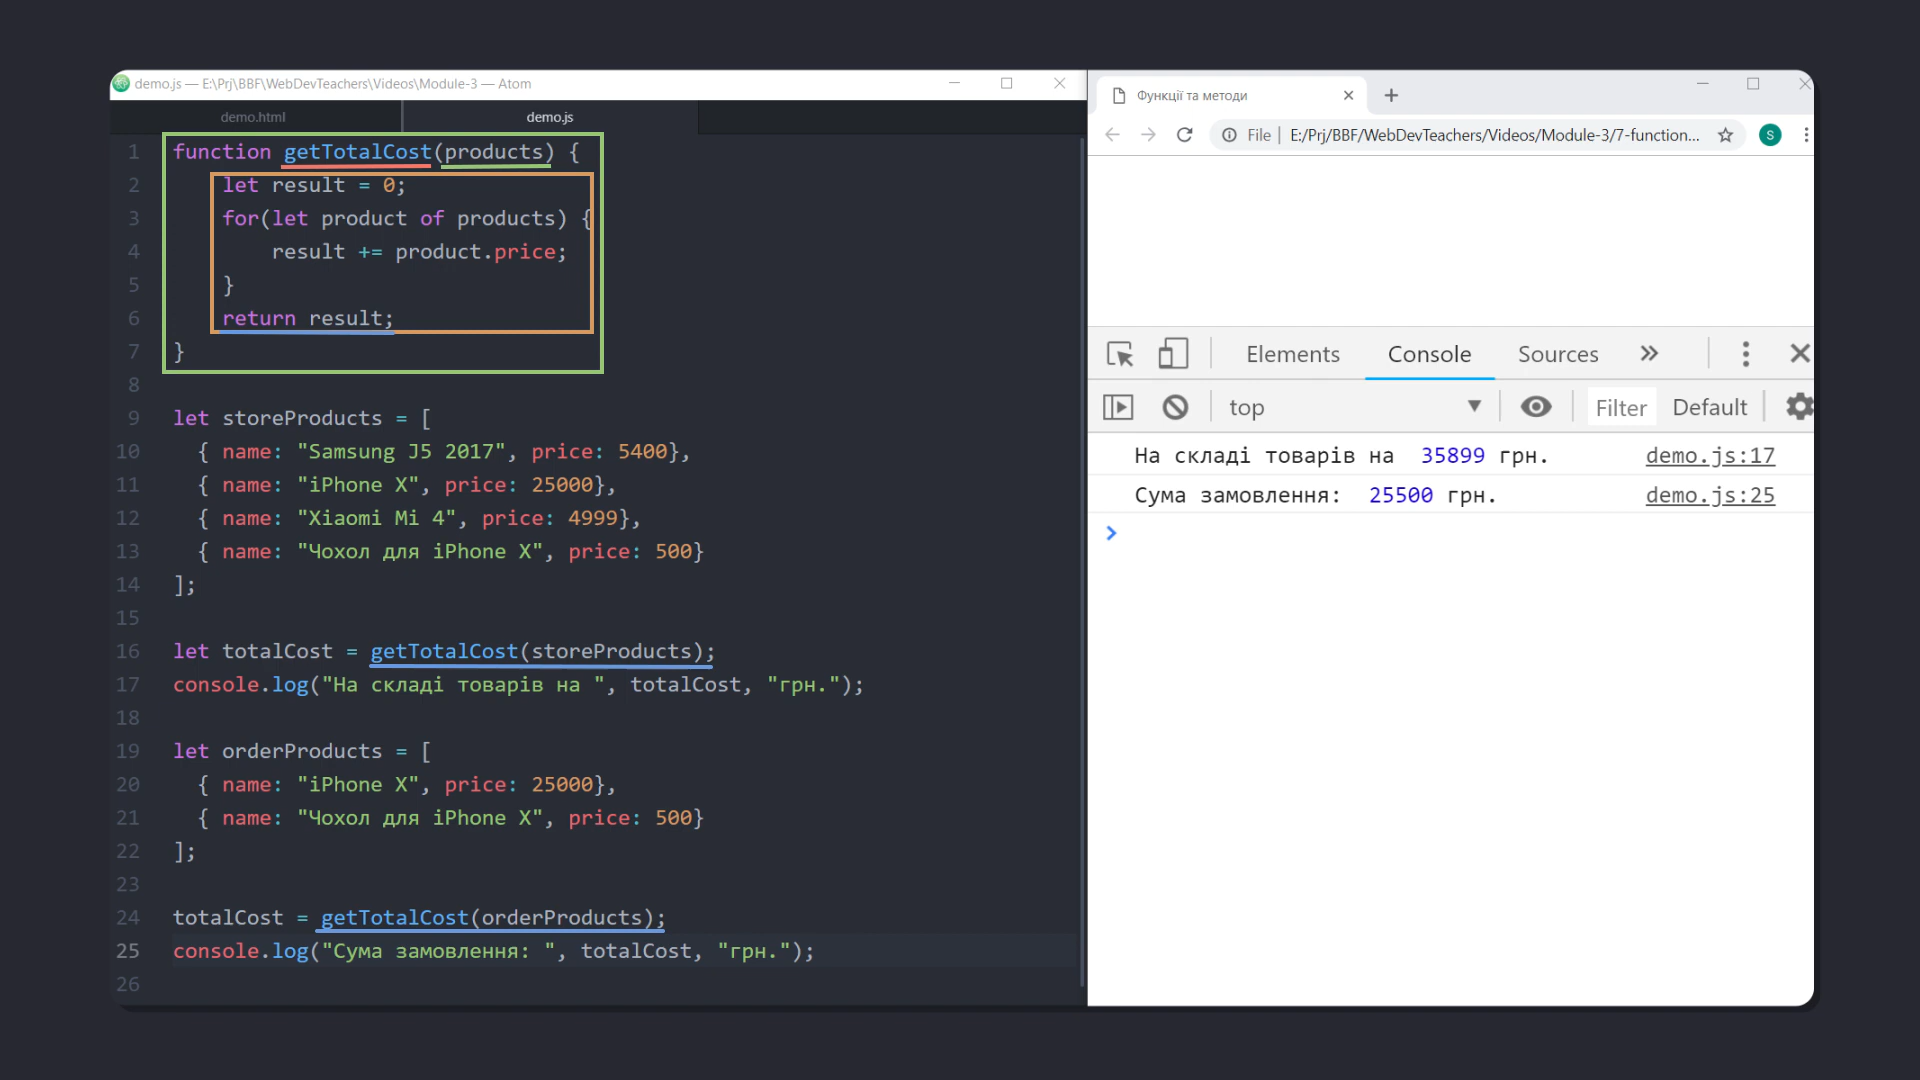 demo.js — E:\Prj\BBF\WebDevTeachers\Videos\Module-3 — Atom
demo.html
demo.js
1 function getTotalCost(products) {
2 let result = 0;
3 for(let product of products) {
4 result += product.price;
5 }
6 return result;
7 }
8
9 let storeProducts = [
10 { name: "Samsung J5 2017", price: 5400},
11 { name: "iPhone X", price: 25000},
12 { name: "Xiaomi Mi 4", price: 4999},
13 { name: "Чохол для iPhone X", price: 500}
14 ];
15
16 let totalCost = getTotalCost(storeProducts);
17 console.log("На складі товарів на ", totalCost, "грн.");
18
19 let orderProducts = [
20 { name: "iPhone X", price: 25000},
21 { name: "Чохол для iPhone X", price: 500}
22 ];
23
24 totalCost = getTotalCost(orderProducts);
25 console.log("Сума замовлення: ", totalCost, "грн.");
26
Функції та методи
File | E:/Prj/BBF/WebDevTeachers/Videos/Module-3/7-function...
S
Elements Console Sources
top Filter Default
На складі товарів на 35899 грн. demo.js:17
Сума замовлення: 25500 грн. demo.js:25